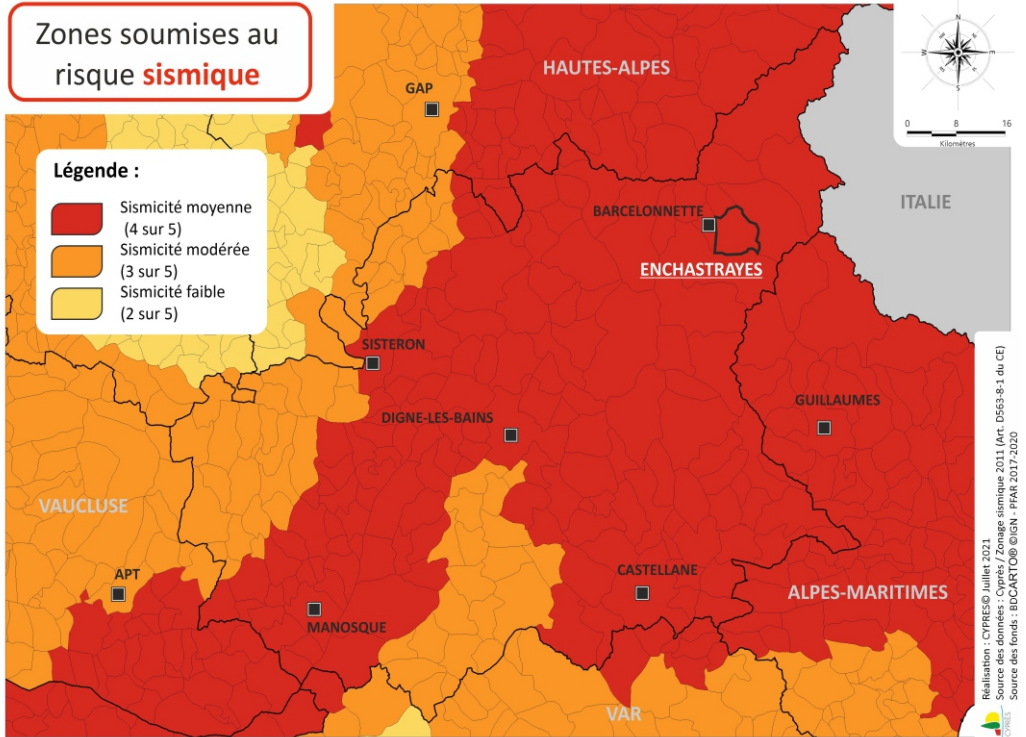 Zones soumises au
risque sismique
Légende :
Sismicité moyenne
(4 sur 5)
Sismicité modérée
(3 sur 5)
Sismicité faible
(2 sur 5)
GAP
HAUTES-ALPES
N
W
E
S
0 8 16
Kilomètres
ITALIE
BARCELONNETTE
ENCHASTRAYES
SISTERON
GUILLAUMES
DIGNE-LES-BAINS
VAUCLUSE
APT
CASTELLANE
ALPES-MARITIMES
MANOSQUE
VAR
Réalisation : CYPRES© Juillet 2021
Source des données : Cyprès / Zonage sismique 2011 (Art. D563-8-1 du CE)
Source des fonds : BDCARTO® ©IGN - PFAR 2017-2020
CYPRÈS